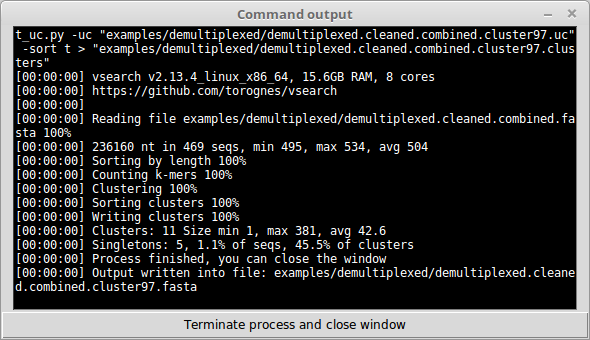 Command output
t_uc.py -uc "examples/demultiplexed/demultiplexed.cleaned.combined.cluster97.uc"
 -sort t > "examples/demultiplexed/demultiplexed.cleaned.combined.cluster97.clus
ters"
[00:00:00] vsearch v2.13.4_linux_x86_64, 15.6GB RAM, 8 cores
[00:00:00] https://github.com/torognes/vsearch
[00:00:00]
[00:00:00] Reading file examples/demultiplexed/demultiplexed.cleaned.combined.fa
sta 100%
[00:00:00] 236160 nt in 469 seqs, min 495, max 534, avg 504
[00:00:00] Sorting by length 100%
[00:00:00] Counting k-mers 100%
[00:00:00] Clustering 100%
[00:00:00] Sorting clusters 100%
[00:00:00] Writing clusters 100%
[00:00:00] Clusters: 11 Size min 1, max 381, avg 42.6
[00:00:00] Singletons: 5, 1.1% of seqs, 45.5% of clusters
[00:00:00] Process finished, you can close the window
[00:00:00] Output written into file: examples/demultiplexed/demultiplexed.cleane
d.combined.cluster97.fasta
Terminate process and close window